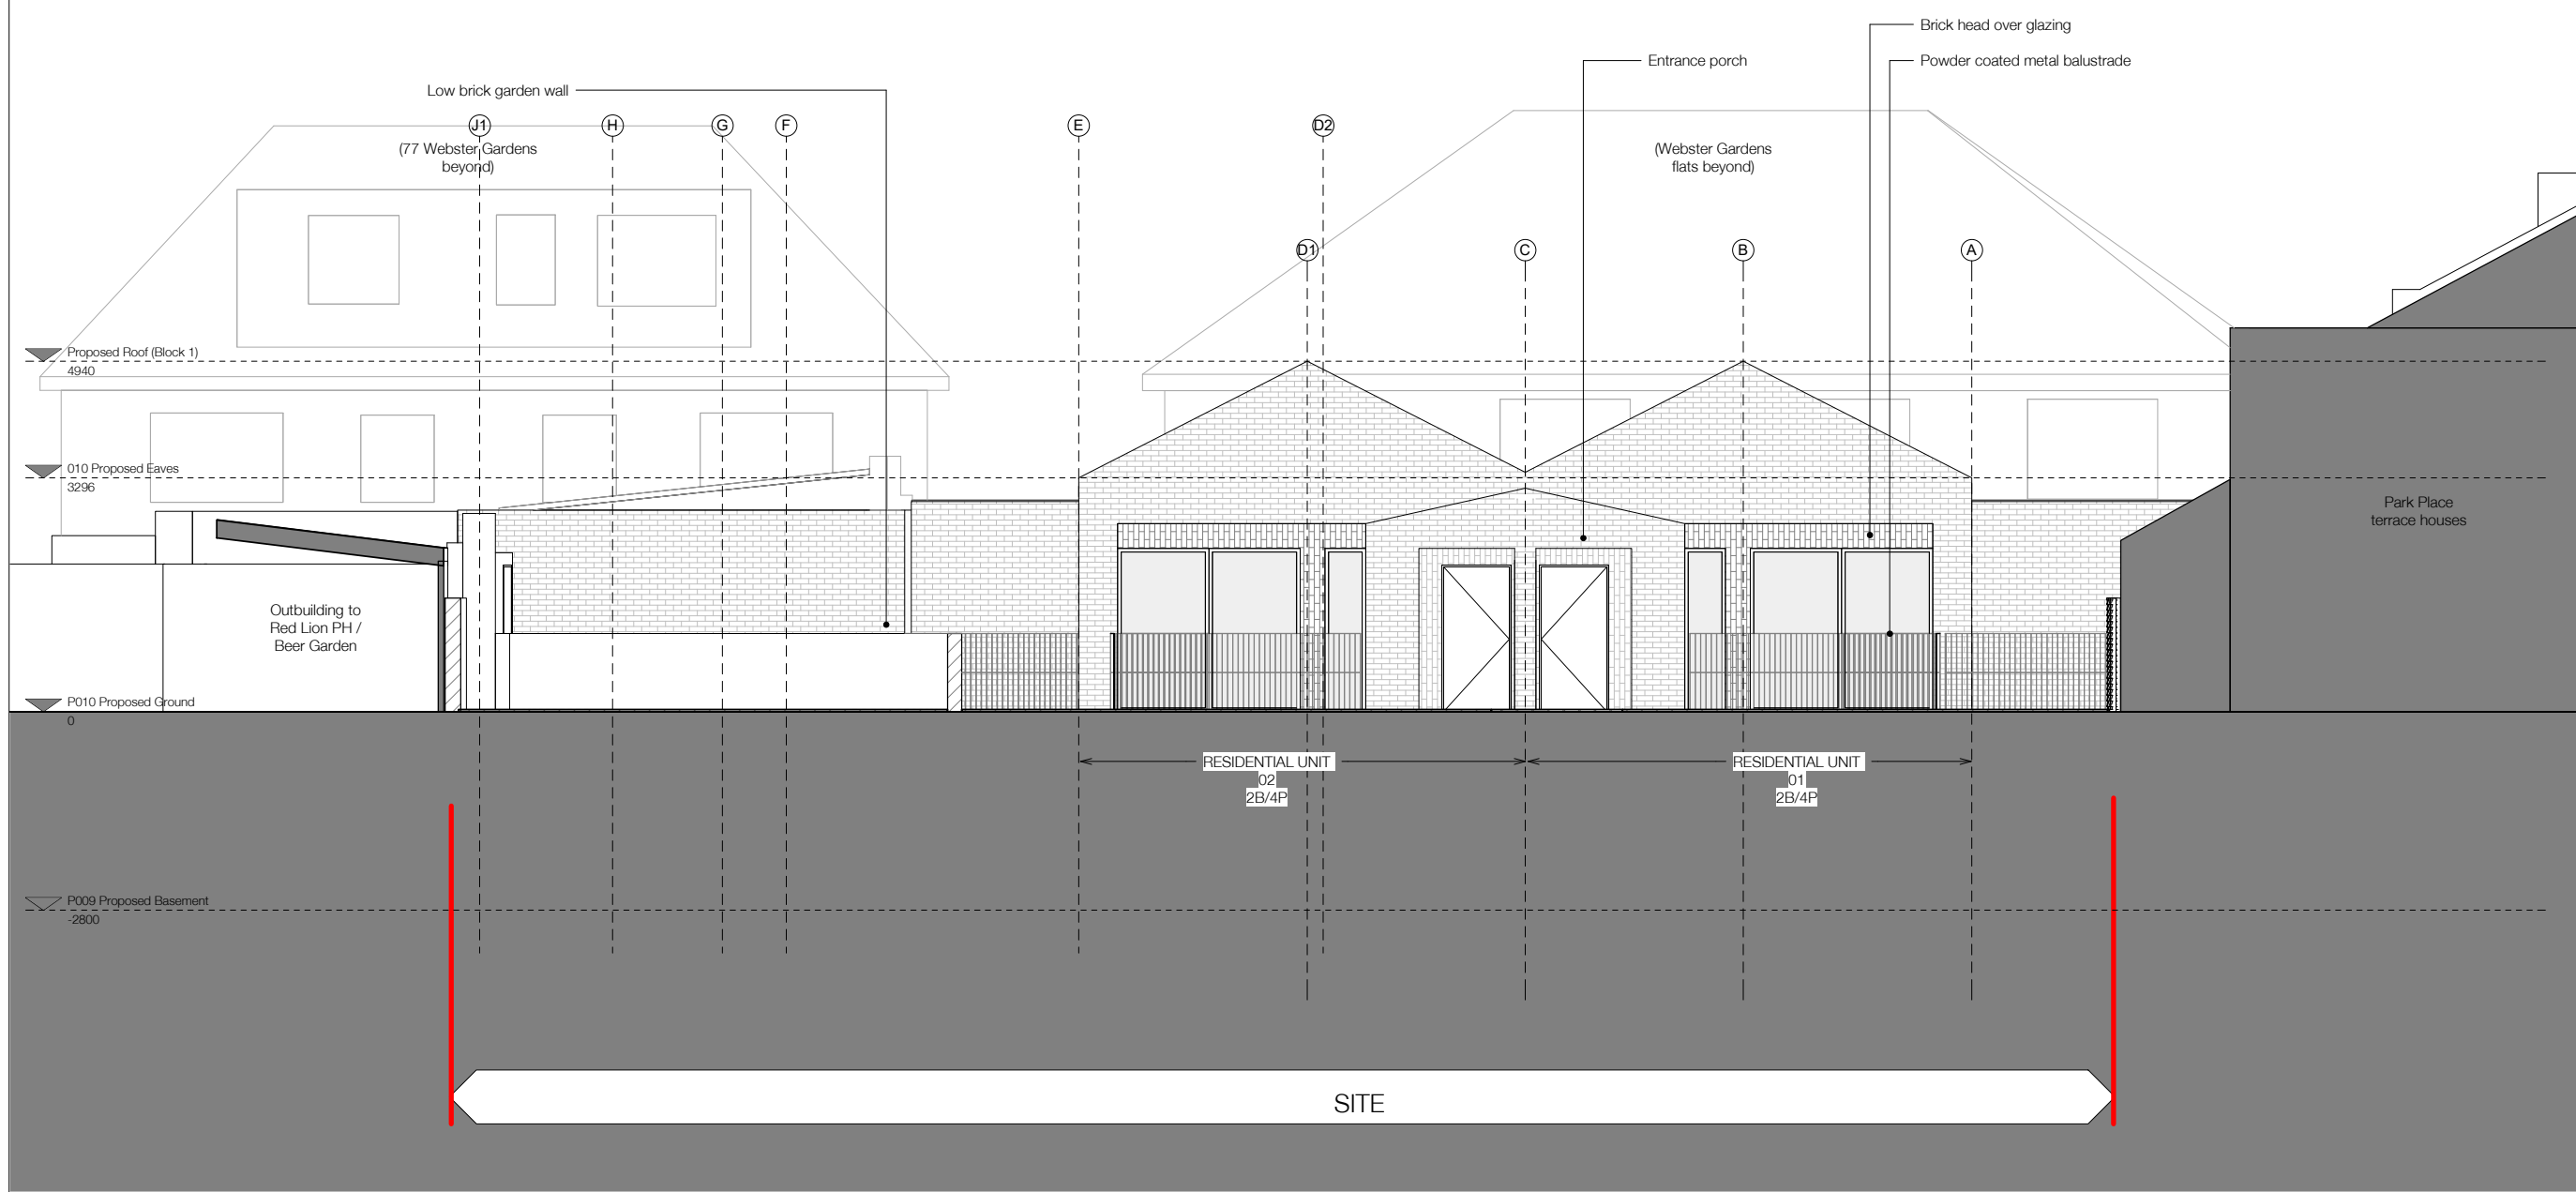 Brick head over glazing
Entrance porch
Powder coated metal balustrade
Low brick garden wall
J1
H
G
F
E
D2
(77 Webster Gardens
beyond)
(Webster Gardens
flats beyond)
D1
C
B
A
Proposed Roof (Block 1)
4940
010 Proposed Eaves
3296
Park Place
terrace houses
Outbuilding to
Red Lion PH /
Beer Garden
P010 Proposed Ground
0
RESIDENTIAL UNIT
02
2B/4P
RESIDENTIAL UNIT
01
2B/4P
P009 Proposed Basement
-2800
SITE